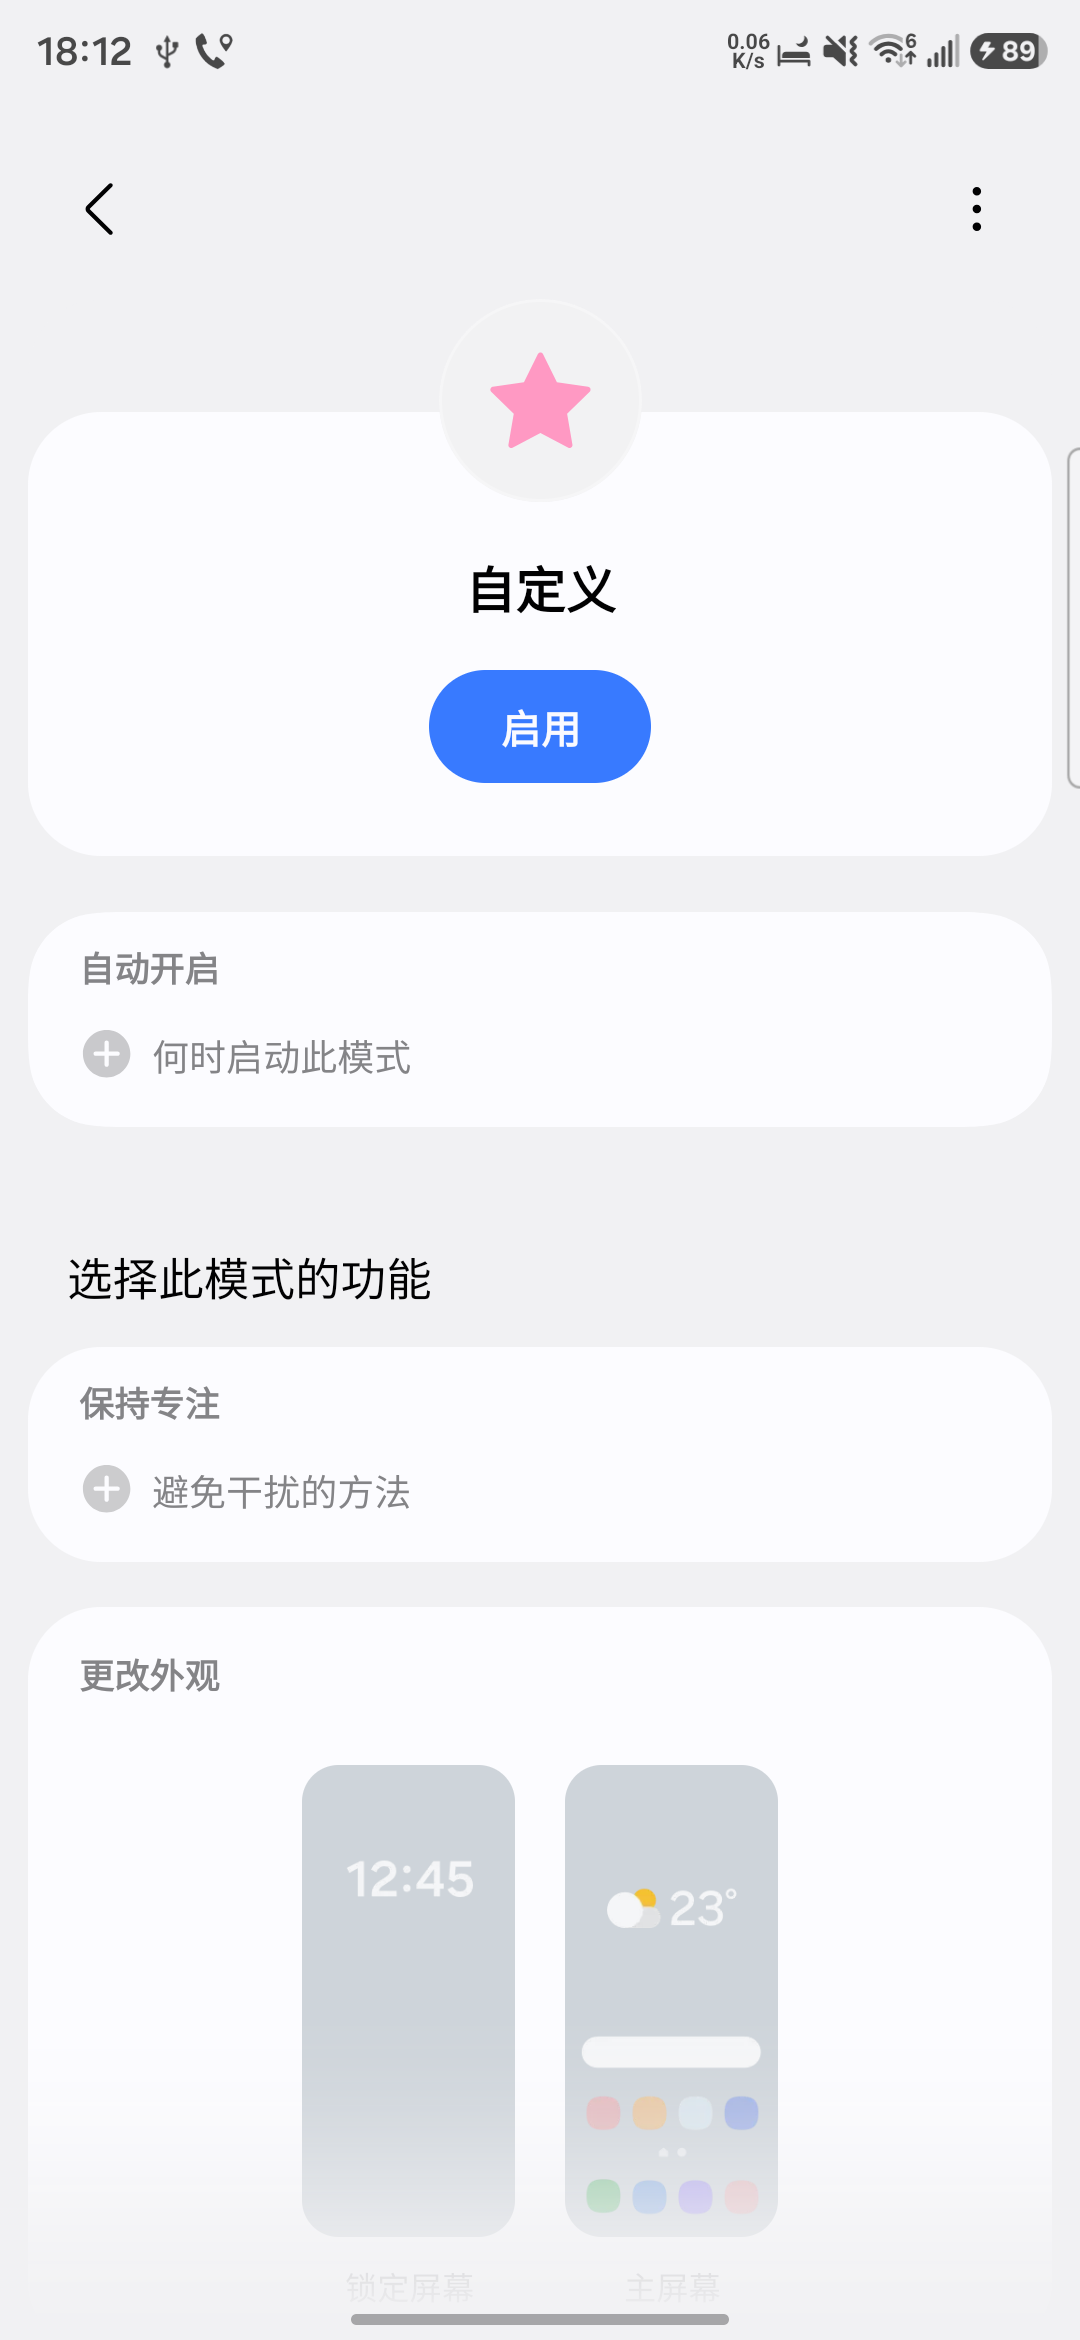 18:12
0.06
K/s
6
89
自定义
启用
自动开启
何时启动此模式
选择此模式的功能
保持专注
避免干扰的方法
更改外观
12:45
23°
锁定屏幕
主屏幕